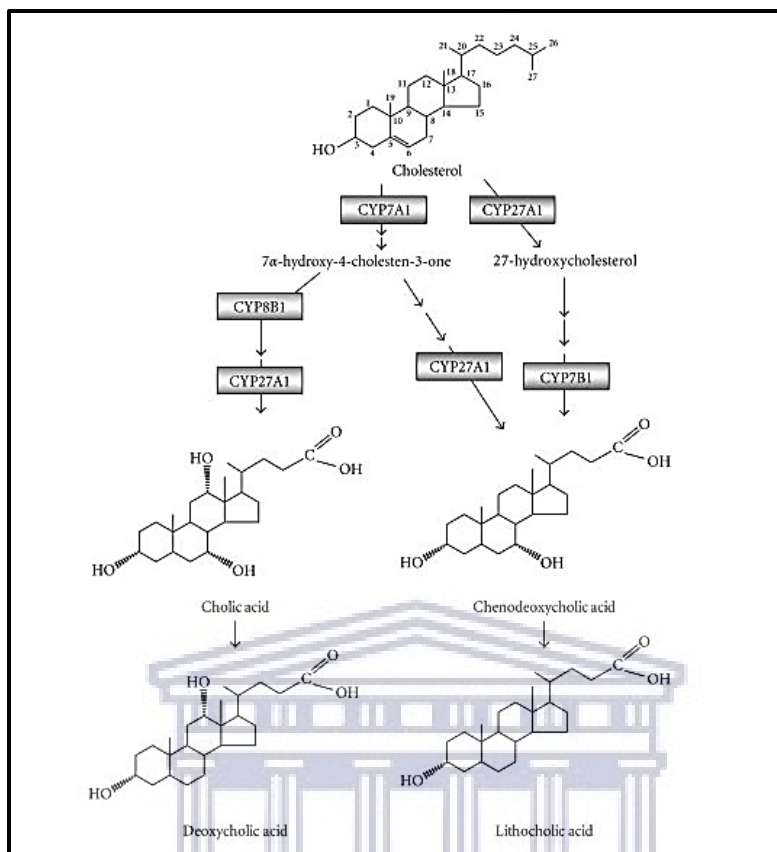 21 20 22 23 24 25 26
27
18 17
11 12 13 16
19
1 2 9 14 15
10 8
3 4 5 6 7
HO
Cholesterol
CYP7A1 CYP27A1
7α-hydroxy-4-cholesten-3-one 27-hydroxycholesterol
CYP8B1
CYP27A1 CYP27A1 CYP7B1
O O
HO C OH C OH
HO OH HO OH
Cholic acid Chenodeoxycholic acid
O O
HO C OH C OH
HO HO
Deoxycholic acid Lithocholic acid